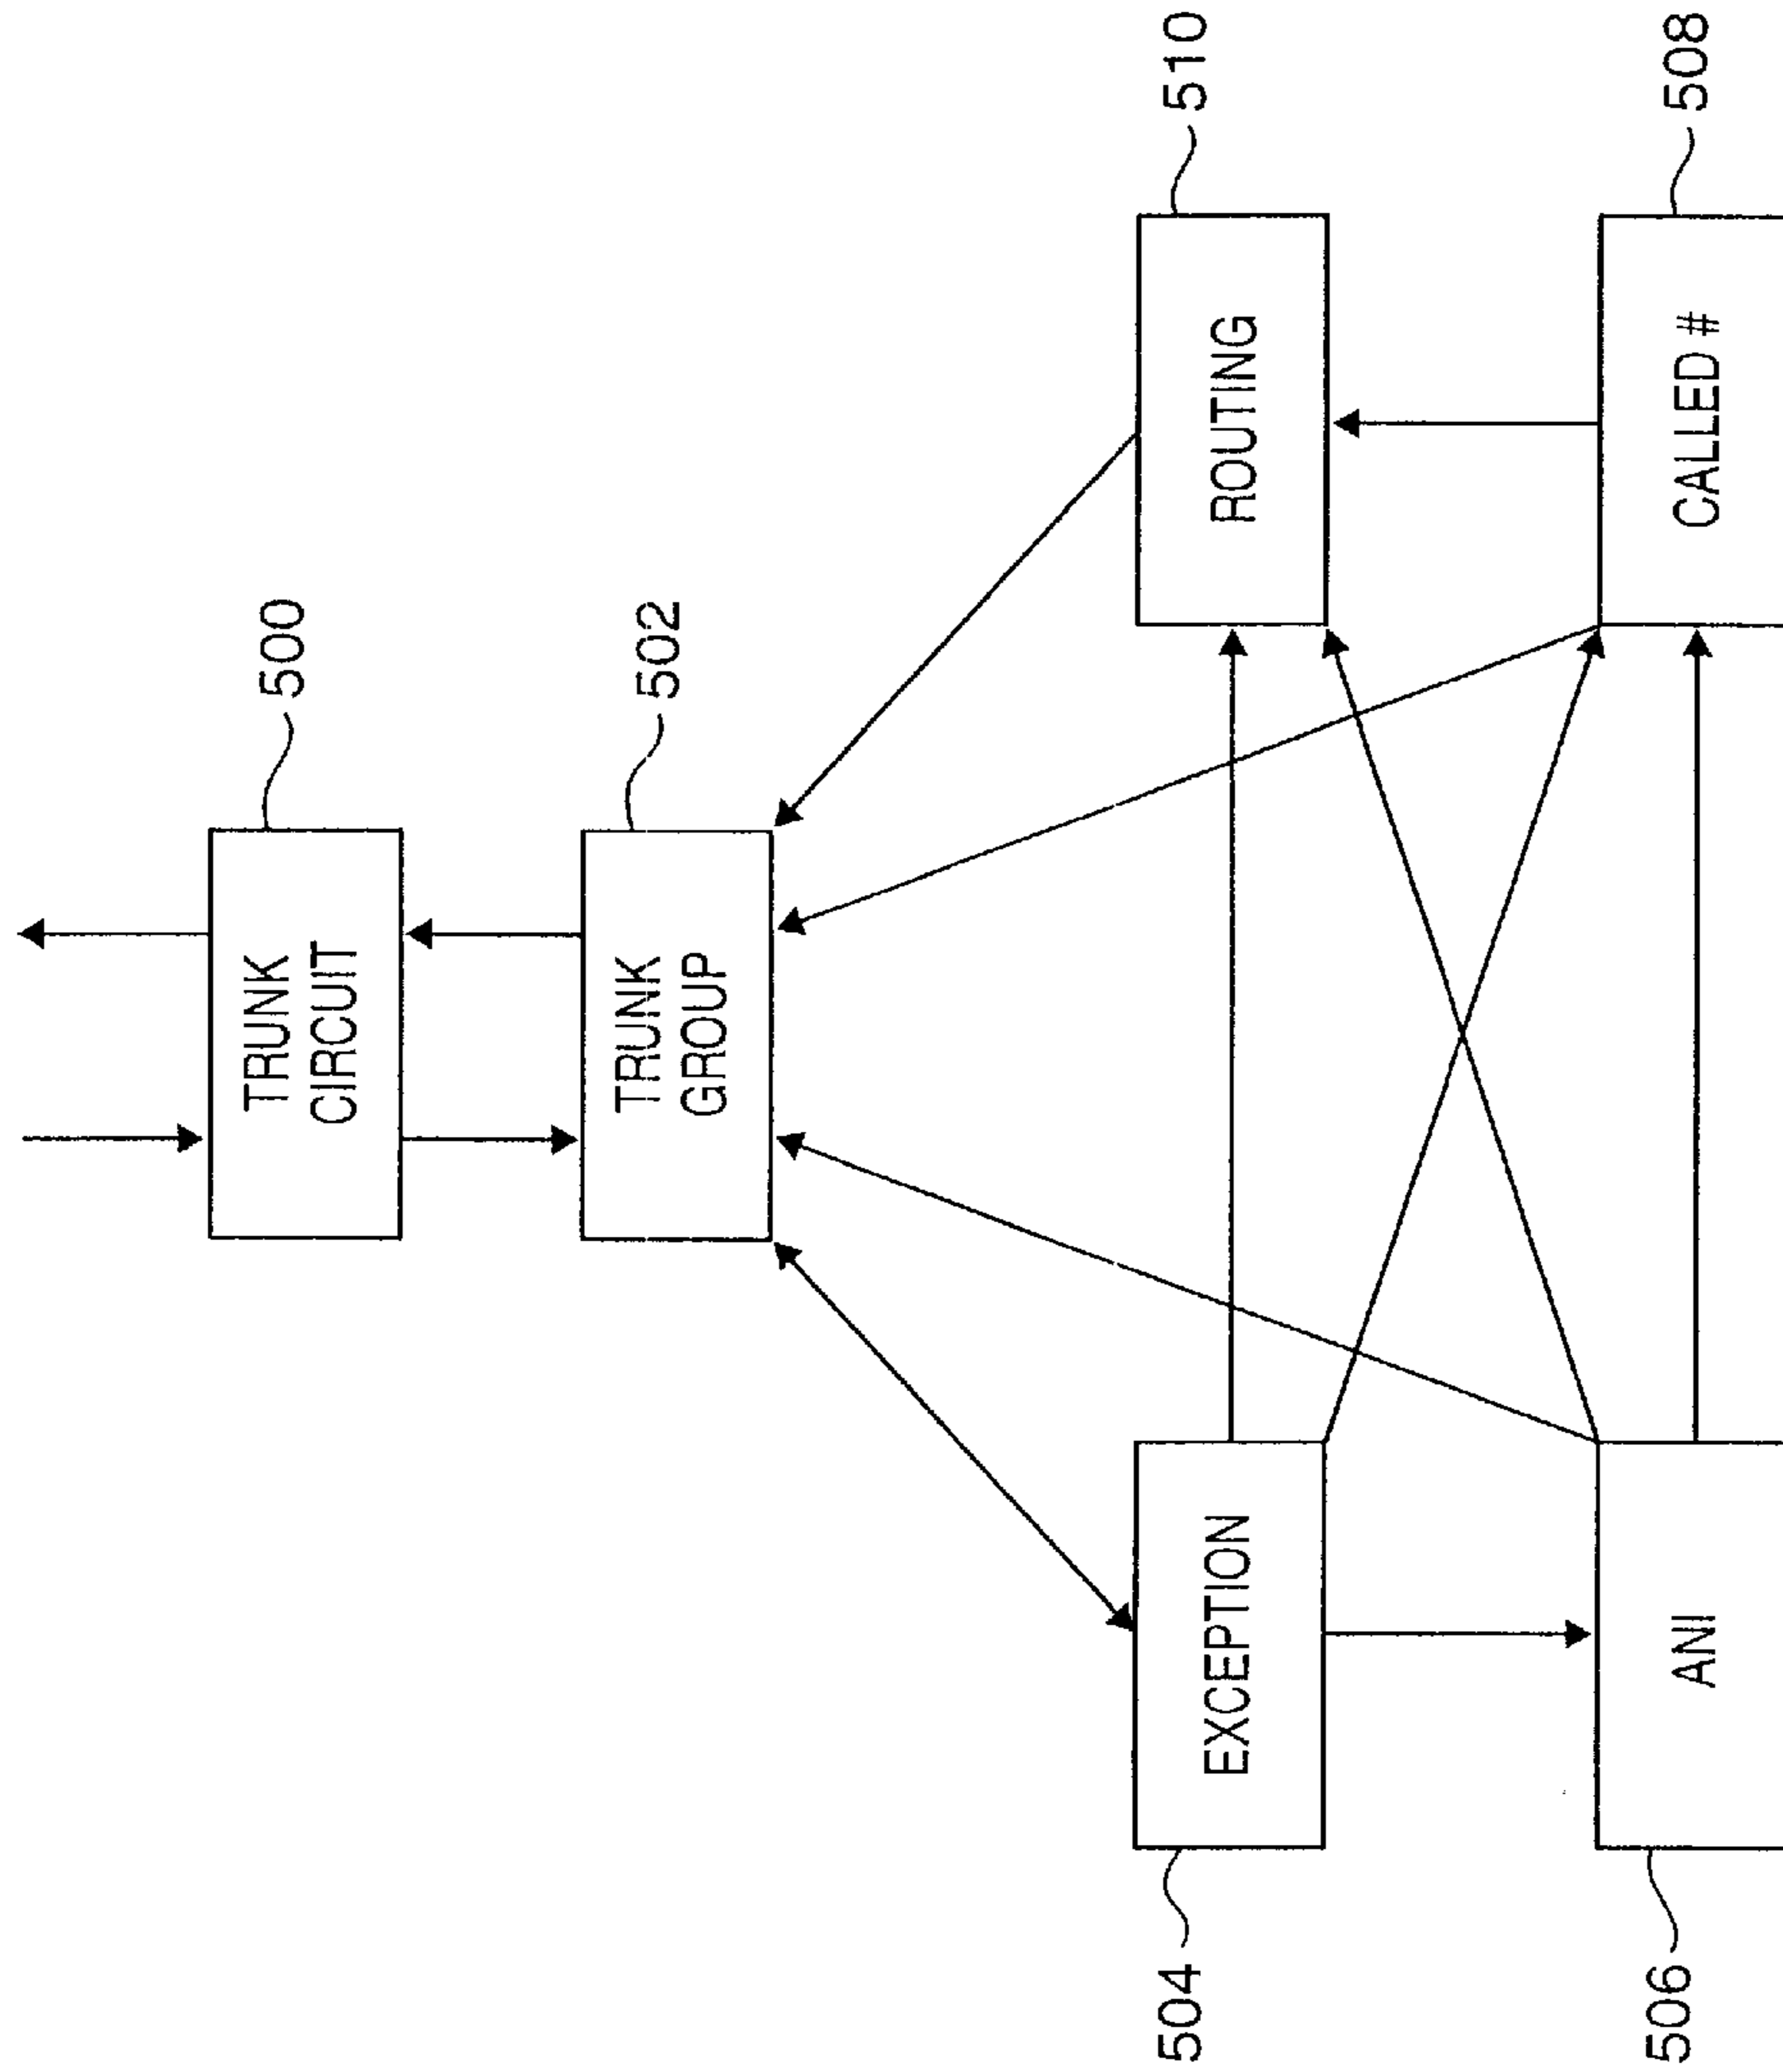 500
TRUNK
CIRCUIT
502
TRUNK
GROUP
504
EXCEPTION
ROUTING
510
506
ANI
CALLED #
508